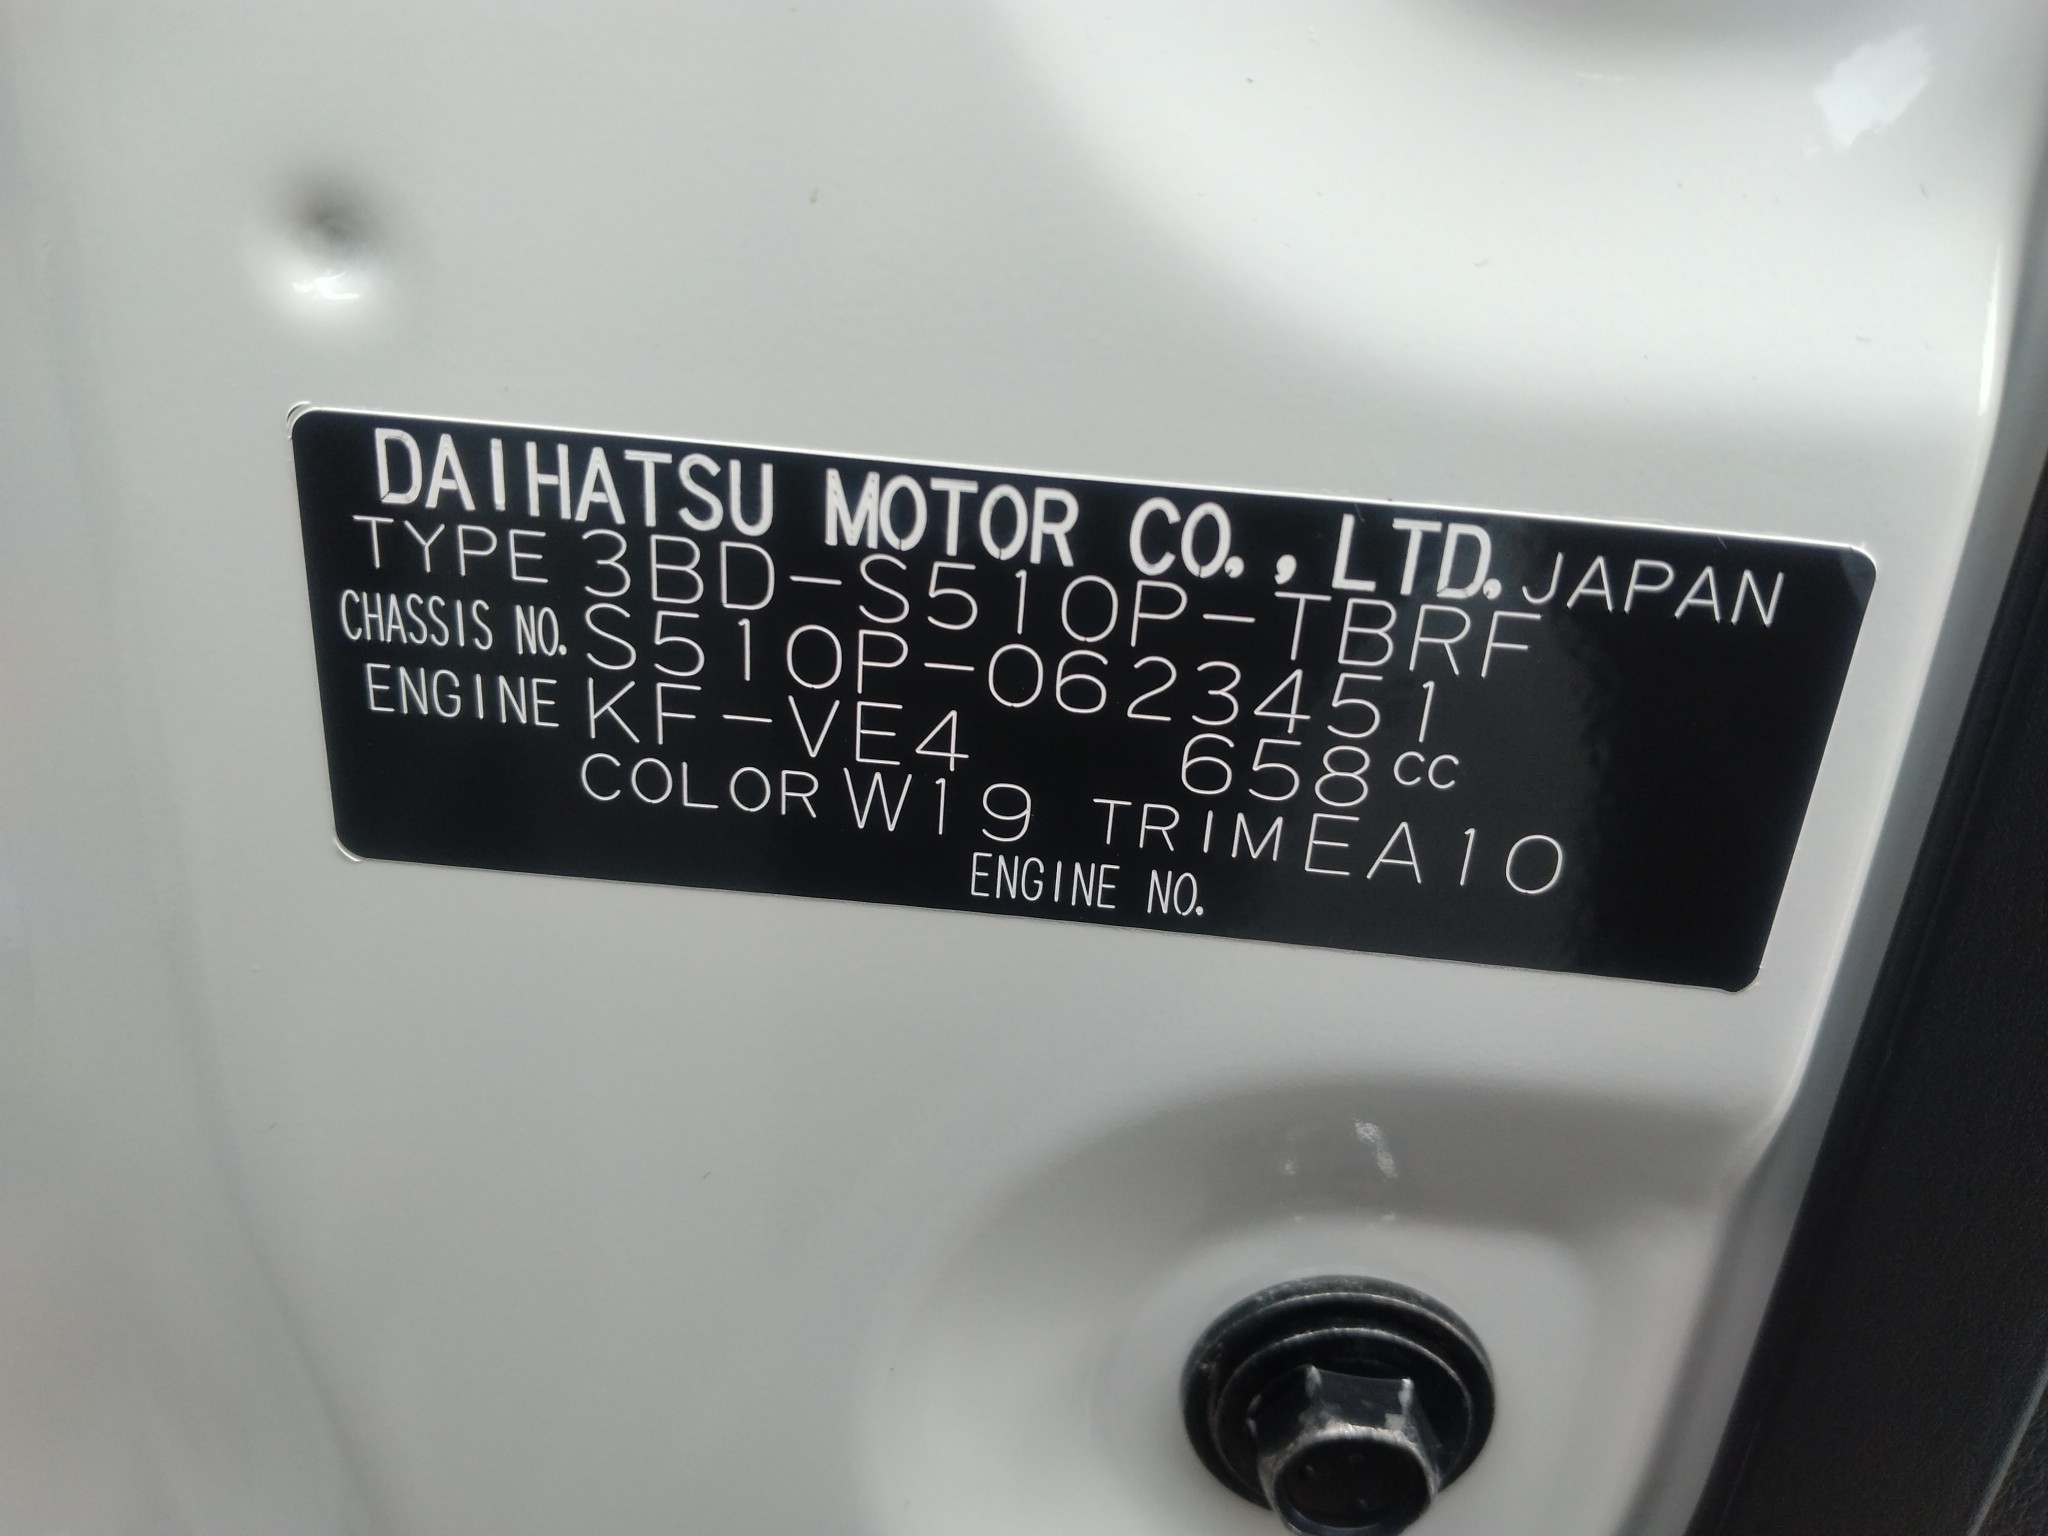 DAIHATSU MOTOR CO., LTD. JAPAN
TYPE 3BD-S510P-TBRF
CHASSIS NO. S510P-0623451
ENGINE KF-VE4 658cc
COLOR W19 TRIM EA10
ENGINE NO.